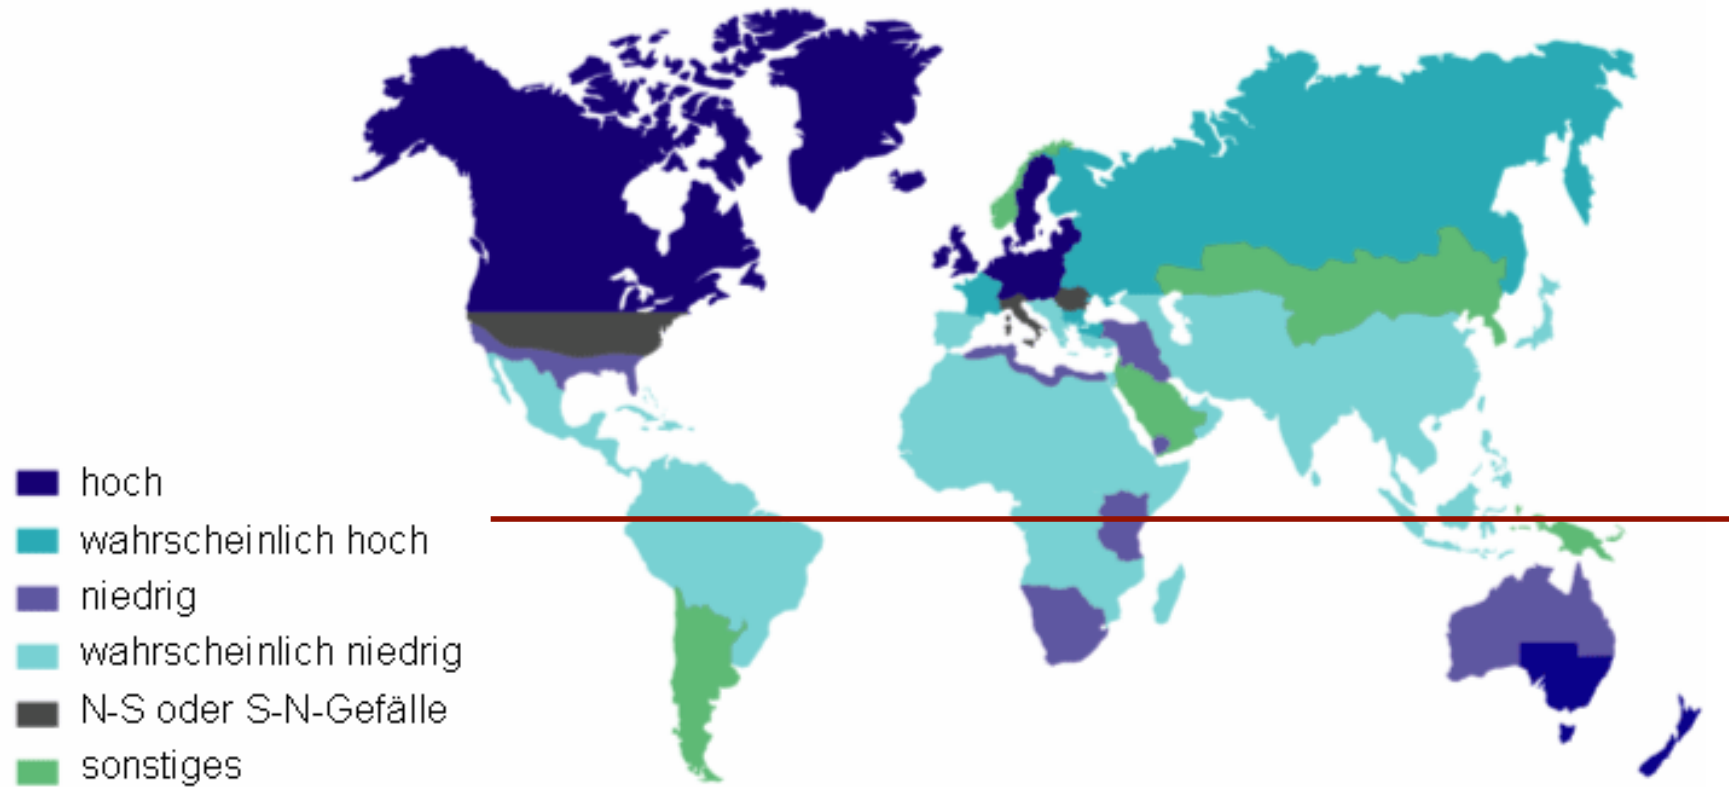 hoch
wahrscheinlich hoch
niedrig
wahrscheinlich niedrig
N-S oder S-N-Gefälle
sonstiges